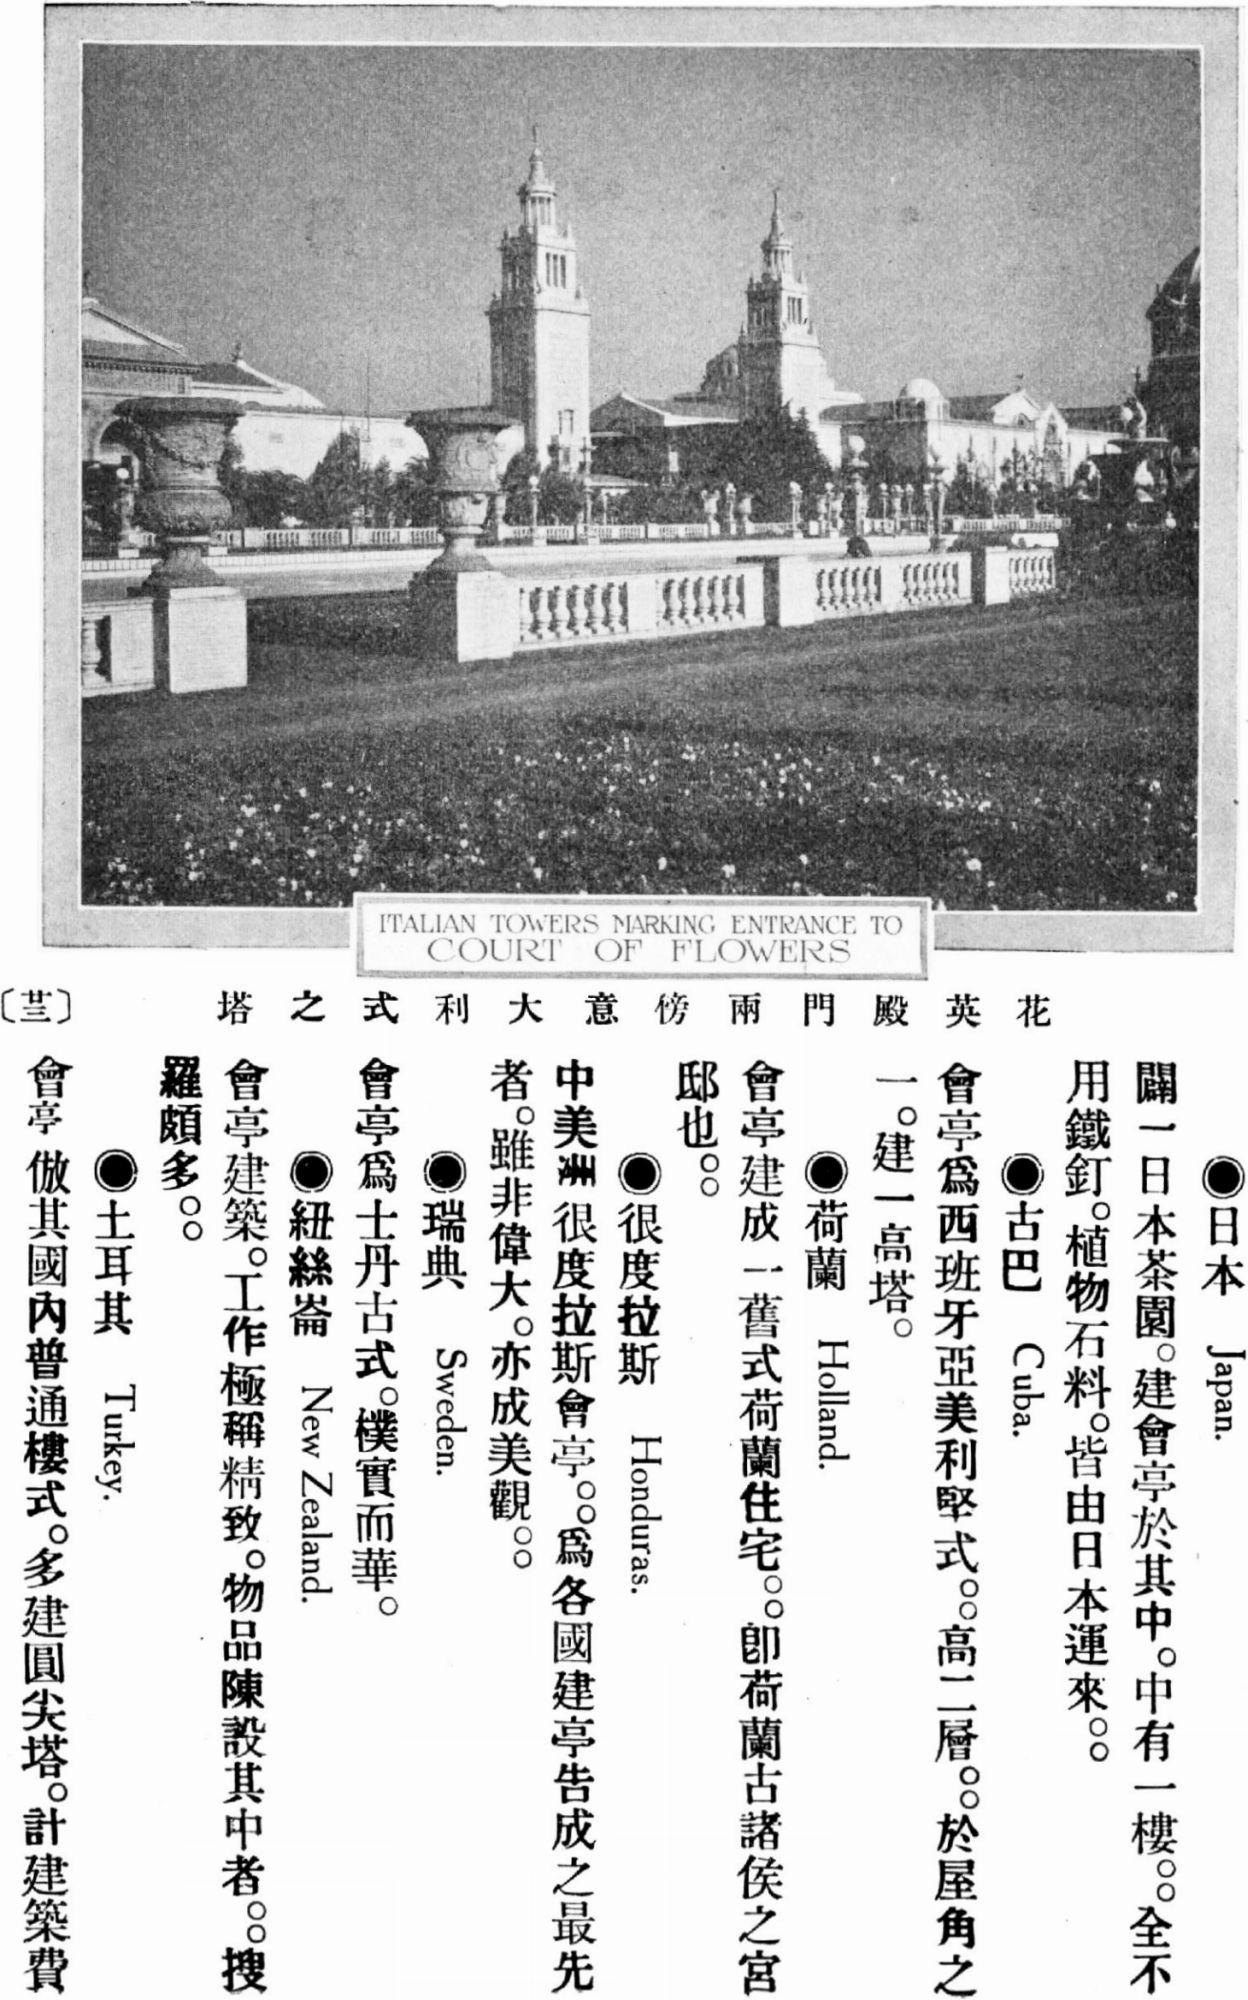 ITALIAN TOWERS MARKING ENTRANCE TO
COURT OF FLOWERS
花英殿門兩傍意大利式之塔
〔卋〕
◉日本 Japan.
闢一日本茶園。建會亭於其中。中有一樓。。全不
用鐵釘。植物石料。皆由日本運來。。
◉古巴 Cuba.
會亭爲西班牙亞美利堅式。。高二層。。於屋角之
一。建一高塔。
◉荷蘭 Holland.
會亭建成一舊式荷蘭住宅。。卽荷蘭古諸侯之宮
邸也。。
◉很度拉斯 Honduras.
中美洲很度拉斯會亭。。爲各國建亭告成之最先
者。雖非偉大。亦成美觀。。
◉瑞典 Sweden.
會亭爲士丹古式。樸實而華。
◉紐絲崙 New Zealand.
會亭建築。工作極稱精致。物品陳設其中者。。搜
羅頗多。。
◉土耳其 Turkey.
會亭倣其國內普通樓式。多建圓尖塔。計建築費